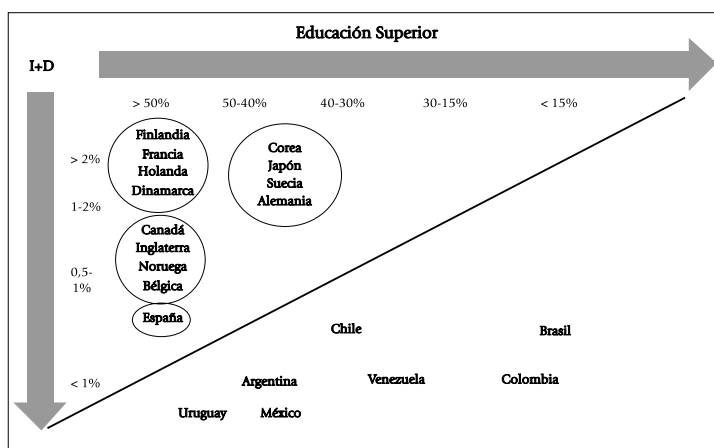 Educación Superior
I+D
> 50% 50-40% 40-30% 30-15% < 15%
> 2%
1-2%
0,5-
1%
< 1%
Finlandia
Francia
Holanda
Dinamarca
Corea
Japón
Suecia
Alemania
Canadá
Inglaterra
Noruega
Bélgica
España
Chile
Brasil
Argentina
Venezuela
Colombia
Uruguay
México